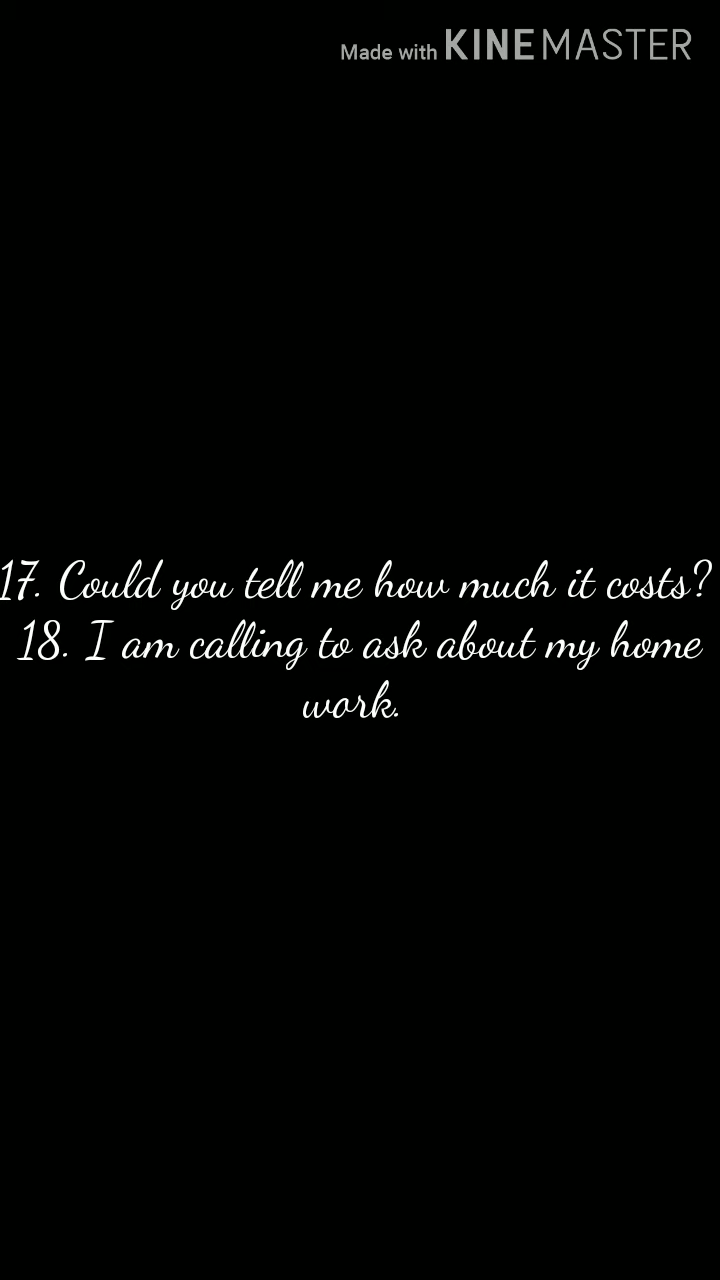 Made with KINEMASTER
17. Could you tell me how much it costs?
18. I am calling to ask about my home
work.